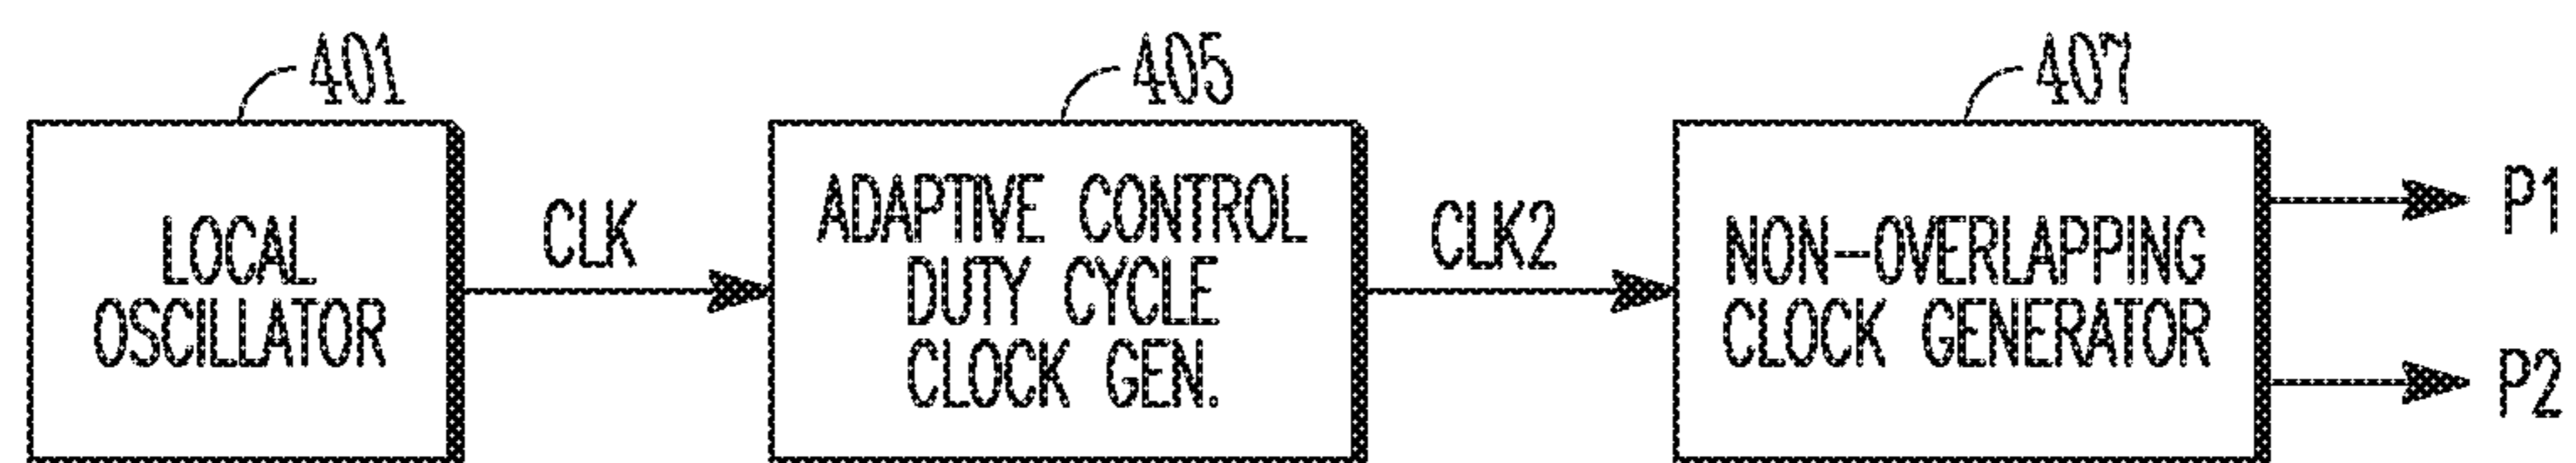 401
405
407
LOCAL
OSCILLATOR
CLK
ADAPTIVE CONTROL
DUTY CYCLE
CLOCK GEN.
CLK2
NON-OVERLAPPING
CLOCK GENERATOR
P1
P2